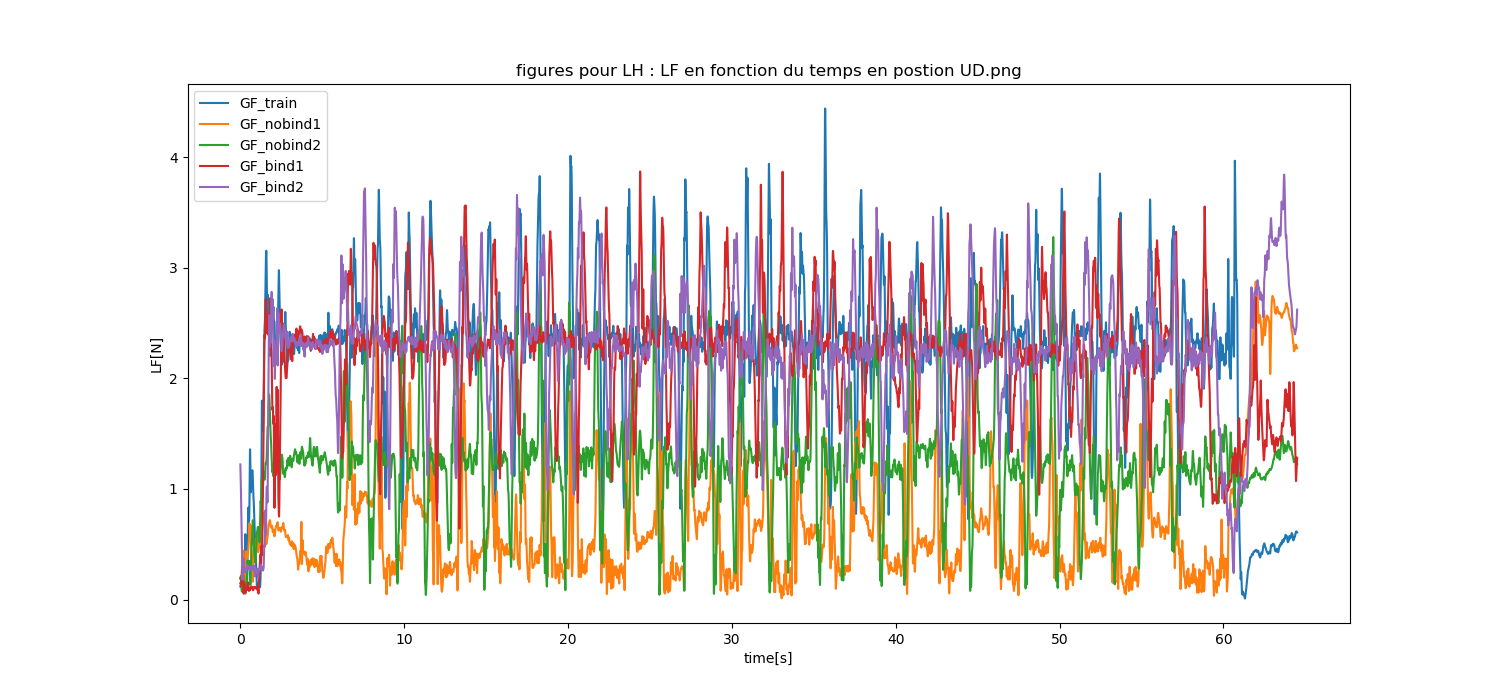 figures pour LH : LF en fonction du temps en postion UD.png
GF_train
GF_nobind1
GF_nobind2
GF_bind1
GF_bind2
4
3
2
1
0
LF[N]
0 10 20 30 40 50 60
time[s]